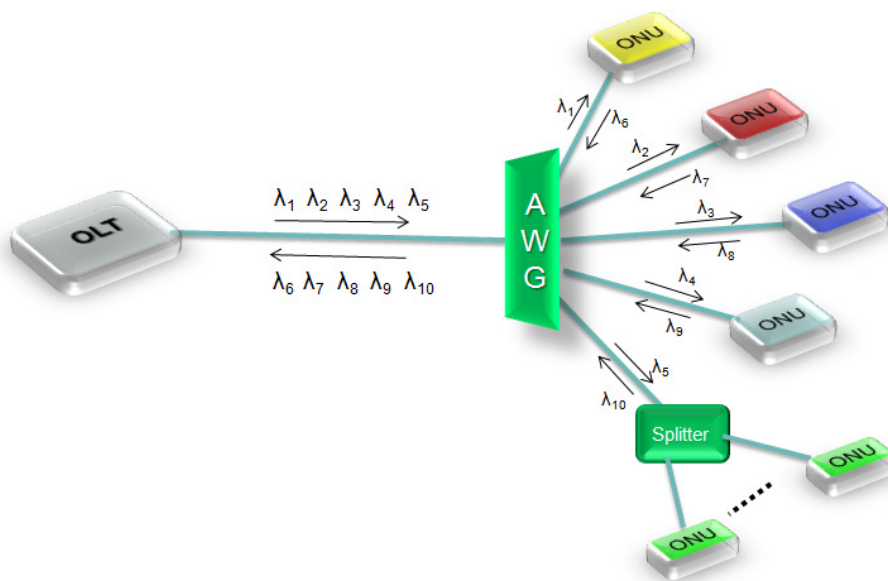 ONU
λ1
λ6
ONU
λ2
λ7
λ1 λ2 λ3 λ4 λ5
OLT
A
W
G
λ3
ONU
λ8
λ6 λ7 λ8 λ9 λ10
λ4
λ9
ONU
λ5
λ10
Splitter
ONU
ONU